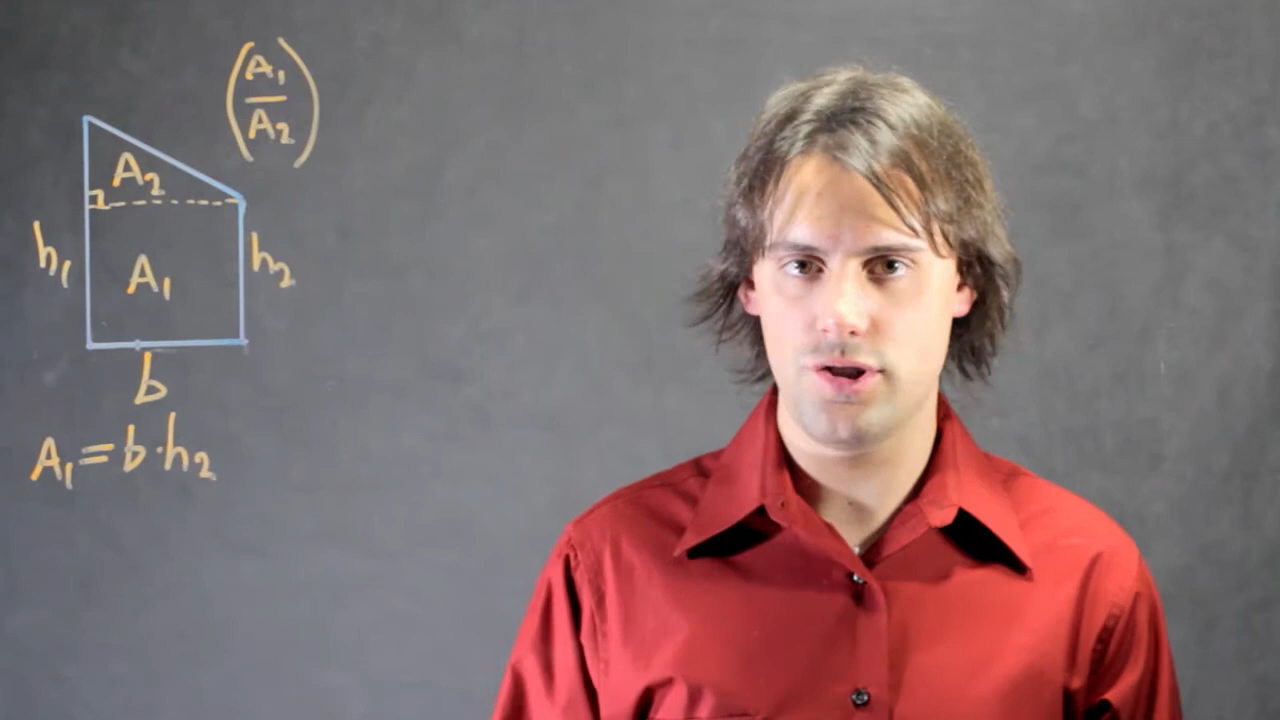 (A₁/A₂)
A₂
h₁
A₁
h₂
b
A₁=b·h₂